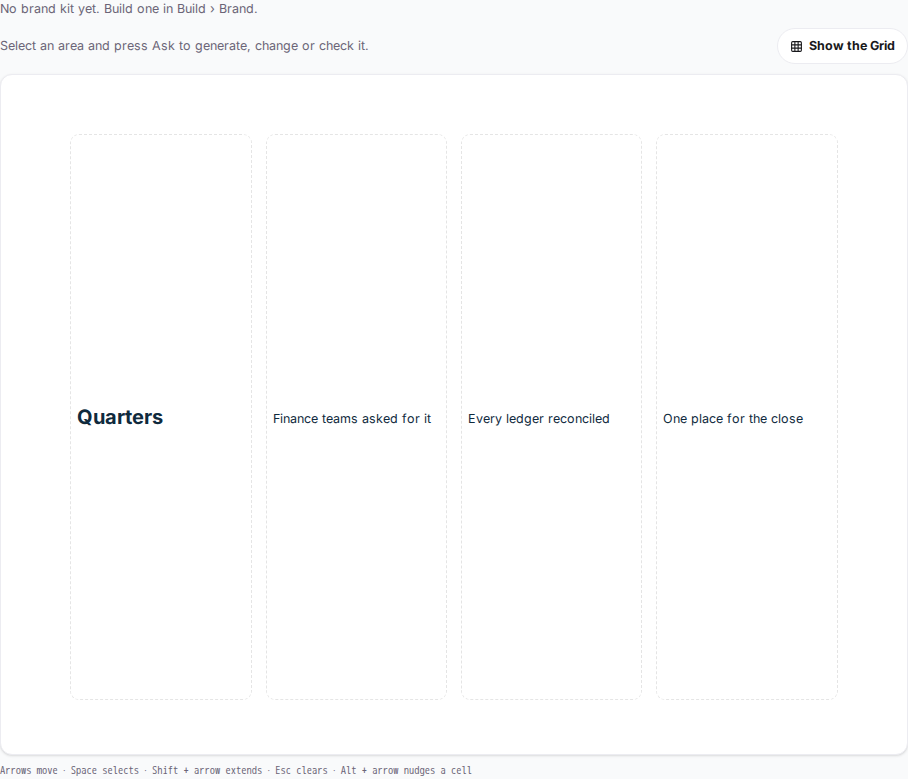 No brand kit yet. Build one in Build › Brand.
Select an area and press Ask to generate, change or check it.
Show the Grid
Quarters
Finance teams asked for it
Every ledger reconciled
One place for the close
Arrows move · Space selects · Shift + arrow extends · Esc clears · Alt + arrow nudges a cell